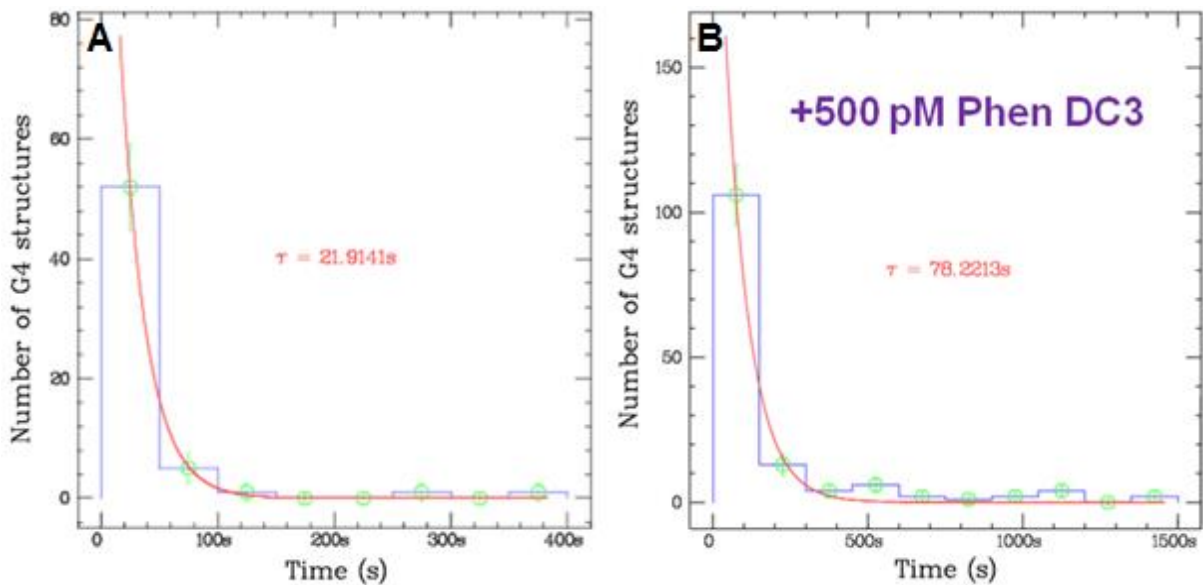 A
80
60
40
20
0
Number of G4 structures
τ = 21.9141s
0 100s 200s 300s 400s
Time (s)
B
+500 pM Phen DC3
150
100
50
0
Number of G4 structures
τ = 78.2213s
0 500s 1000s 1500s
Time (s)